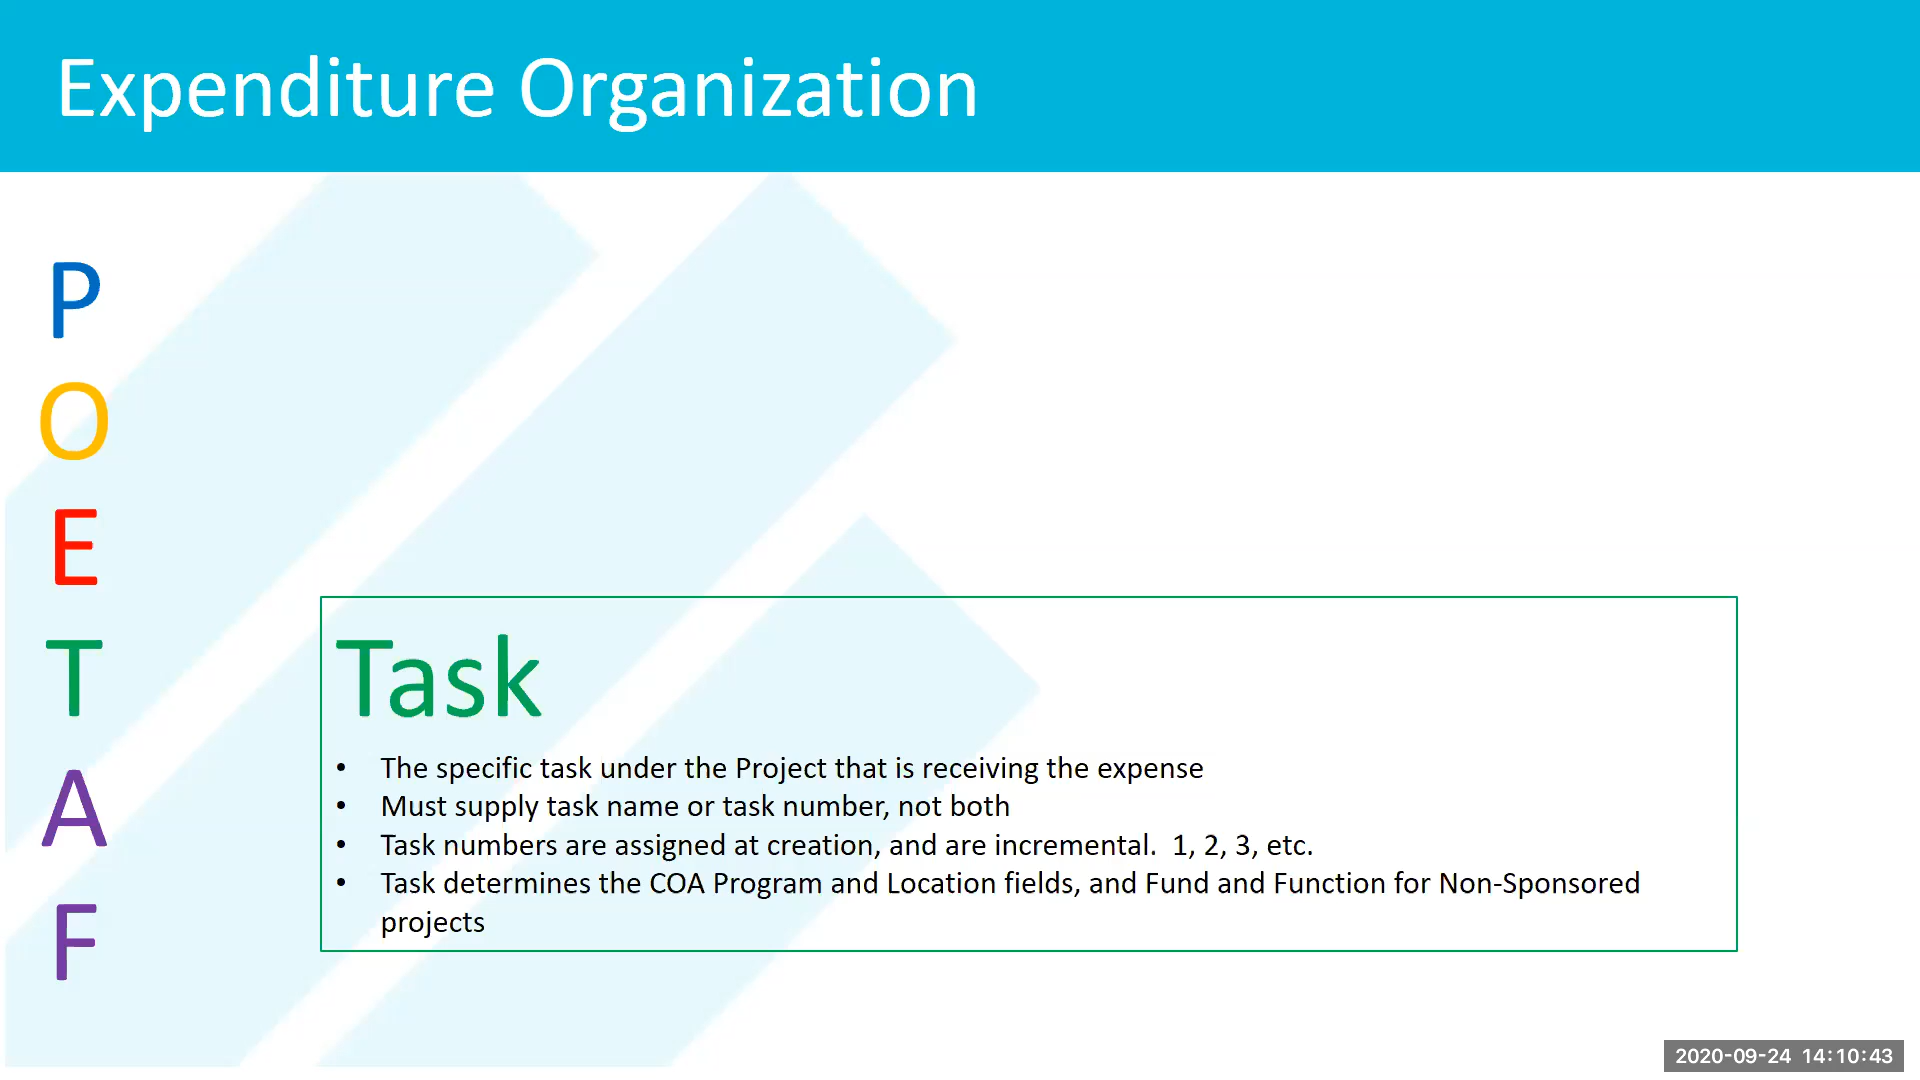 Expenditure Organization
P
O
E
T
A
F
Task
• The specific task under the Project that is receiving the expense
• Must supply task name or task number, not both
• Task numbers are assigned at creation, and are incremental.  1, 2, 3, etc.
• Task determines the COA Program and Location fields, and Fund and Function for Non-Sponsored
projects
2020-09-24 14:10:43